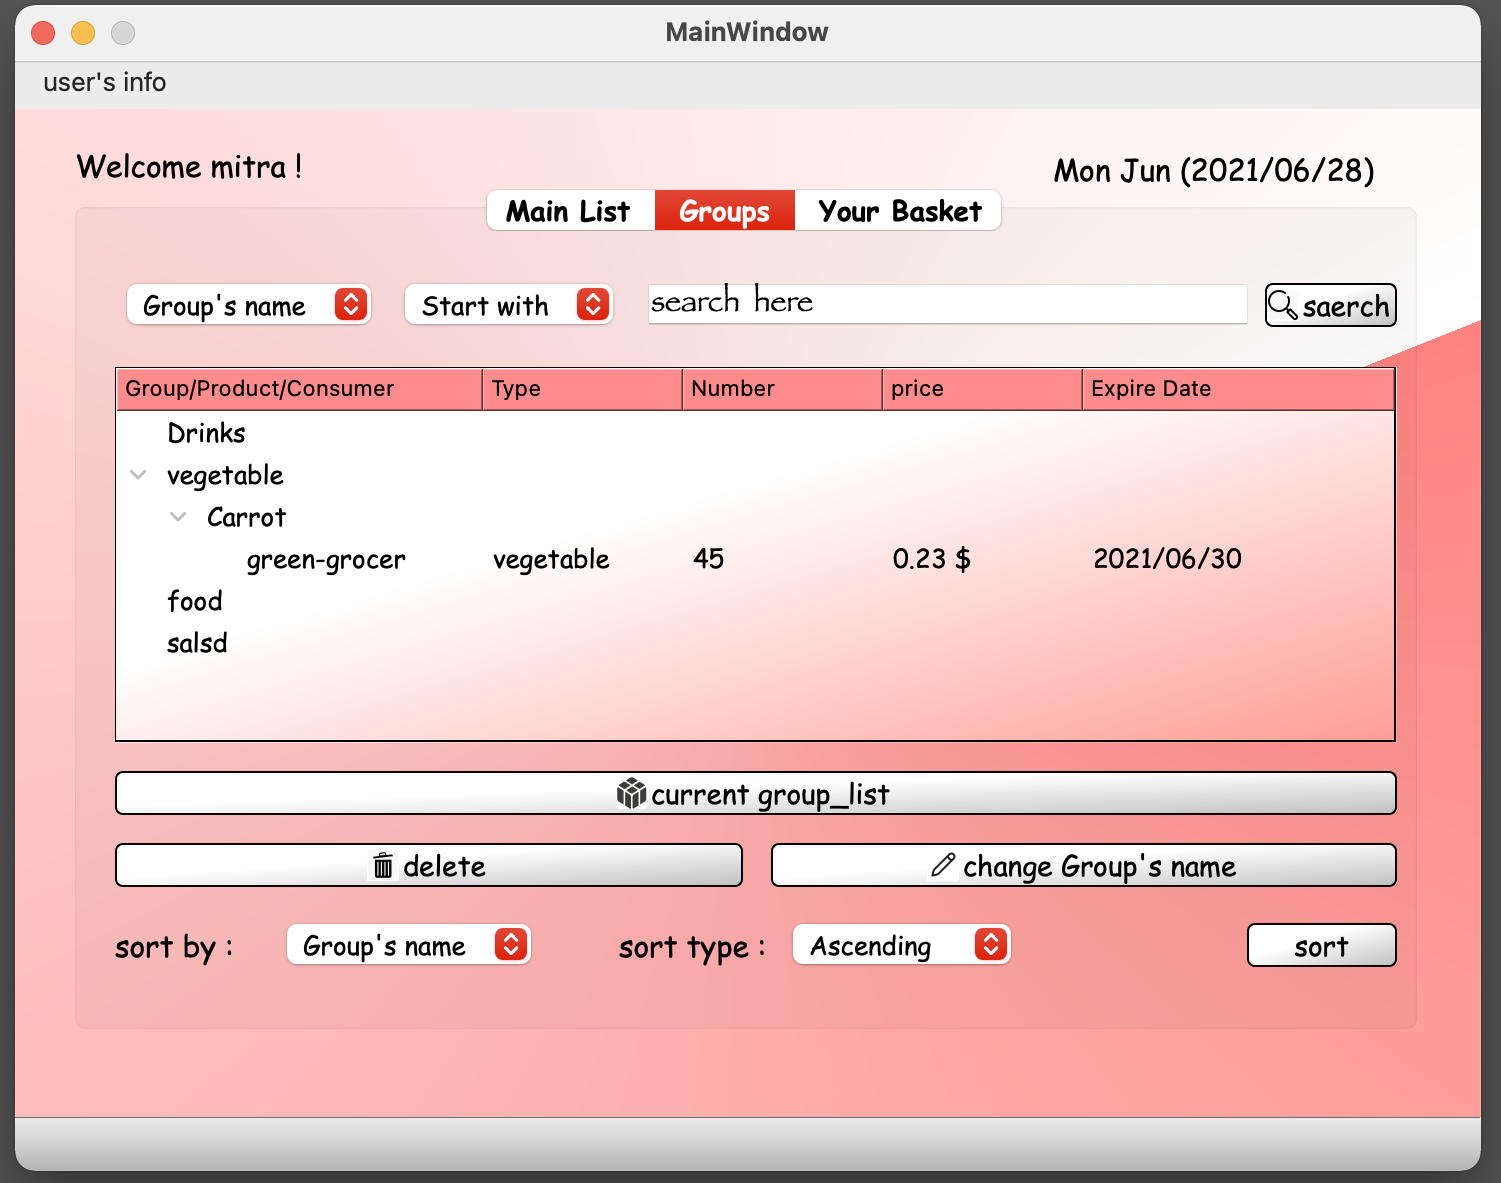 MainWindow
user's info
Welcome mitra !
Mon Jun (2021/06/28)
Main List Groups Your Basket
Group's name Start with search here saerch
Group/Product/Consumer Type Number price Expire Date
Drinks
vegetable
Carrot
green-grocer vegetable 45 0.23 $ 2021/06/30
food
salsd
current group_list
delete change Group's name
sort by : Group's name sort type : Ascending sort